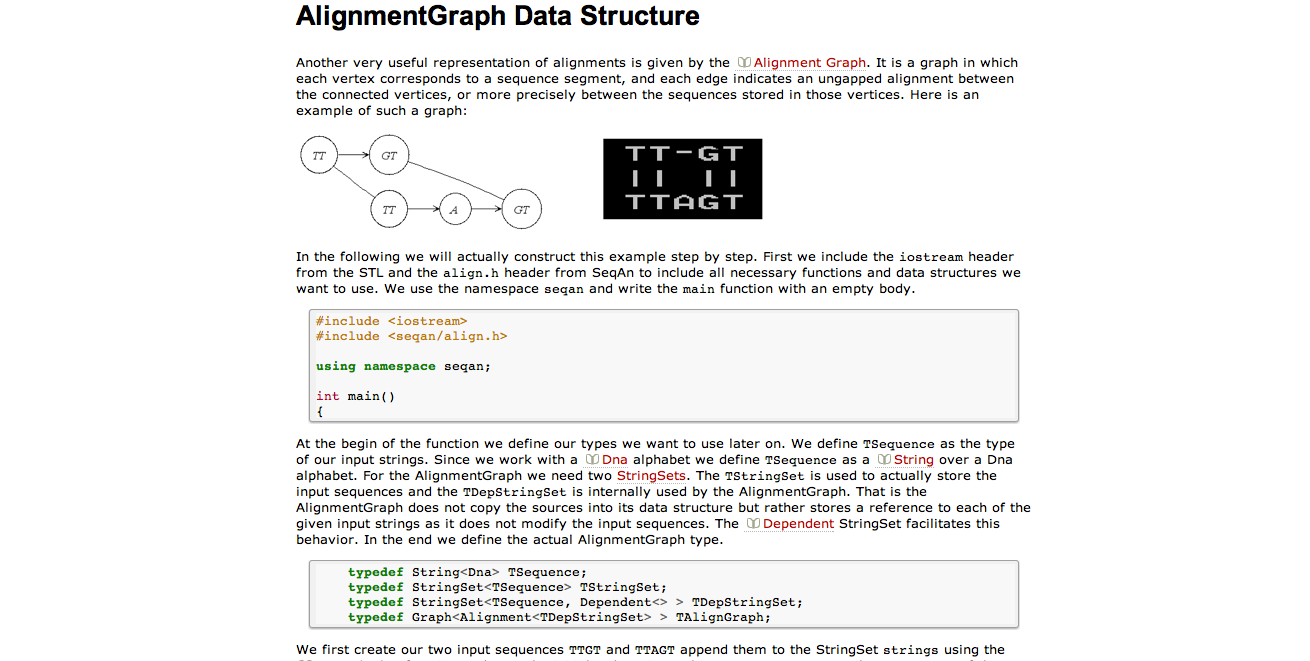 AlignmentGraph Data Structure
Another very useful representation of alignments is given by the Alignment Graph. It is a graph in which
each vertex corresponds to a sequence segment, and each edge indicates an ungapped alignment between
the connected vertices, or more precisely between the sequences stored in those vertices. Here is an
example of such a graph:
TT GT
TT A GT
TT-GT
|| ||
TTAGT
In the following we will actually construct this example step by step. First we include the iostream header
from the STL and the align.h header from SeqAn to include all necessary functions and data structures we
want to use. We use the namespace seqan and write the main function with an empty body.
#include <iostream>
#include <seqan/align.h>
using namespace seqan;
int main()
{
At the begin of the function we define our types we want to use later on. We define TSequence as the type
of our input strings. Since we work with a Dna alphabet we define TSequence as a String over a Dna
alphabet. For the AlignmentGraph we need two StringSets. The TStringSet is used to actually store the
input sequences and the TDepStringSet is internally used by the AlignmentGraph. That is the
AlignmentGraph does not copy the sources into its data structure but rather stores a reference to each of the
given input strings as it does not modify the input sequences. The Dependent StringSet facilitates this
behavior. In the end we define the actual AlignmentGraph type.
typedef String<Dna> TSequence;
typedef StringSet<TSequence> TStringSet;
typedef StringSet<TSequence, Dependent<> > TDepStringSet;
typedef Graph<Alignment<TDepStringSet> > TAlignGraph;
We first create our two input sequences TTGT and TTAGT append them to the StringSet strings using the